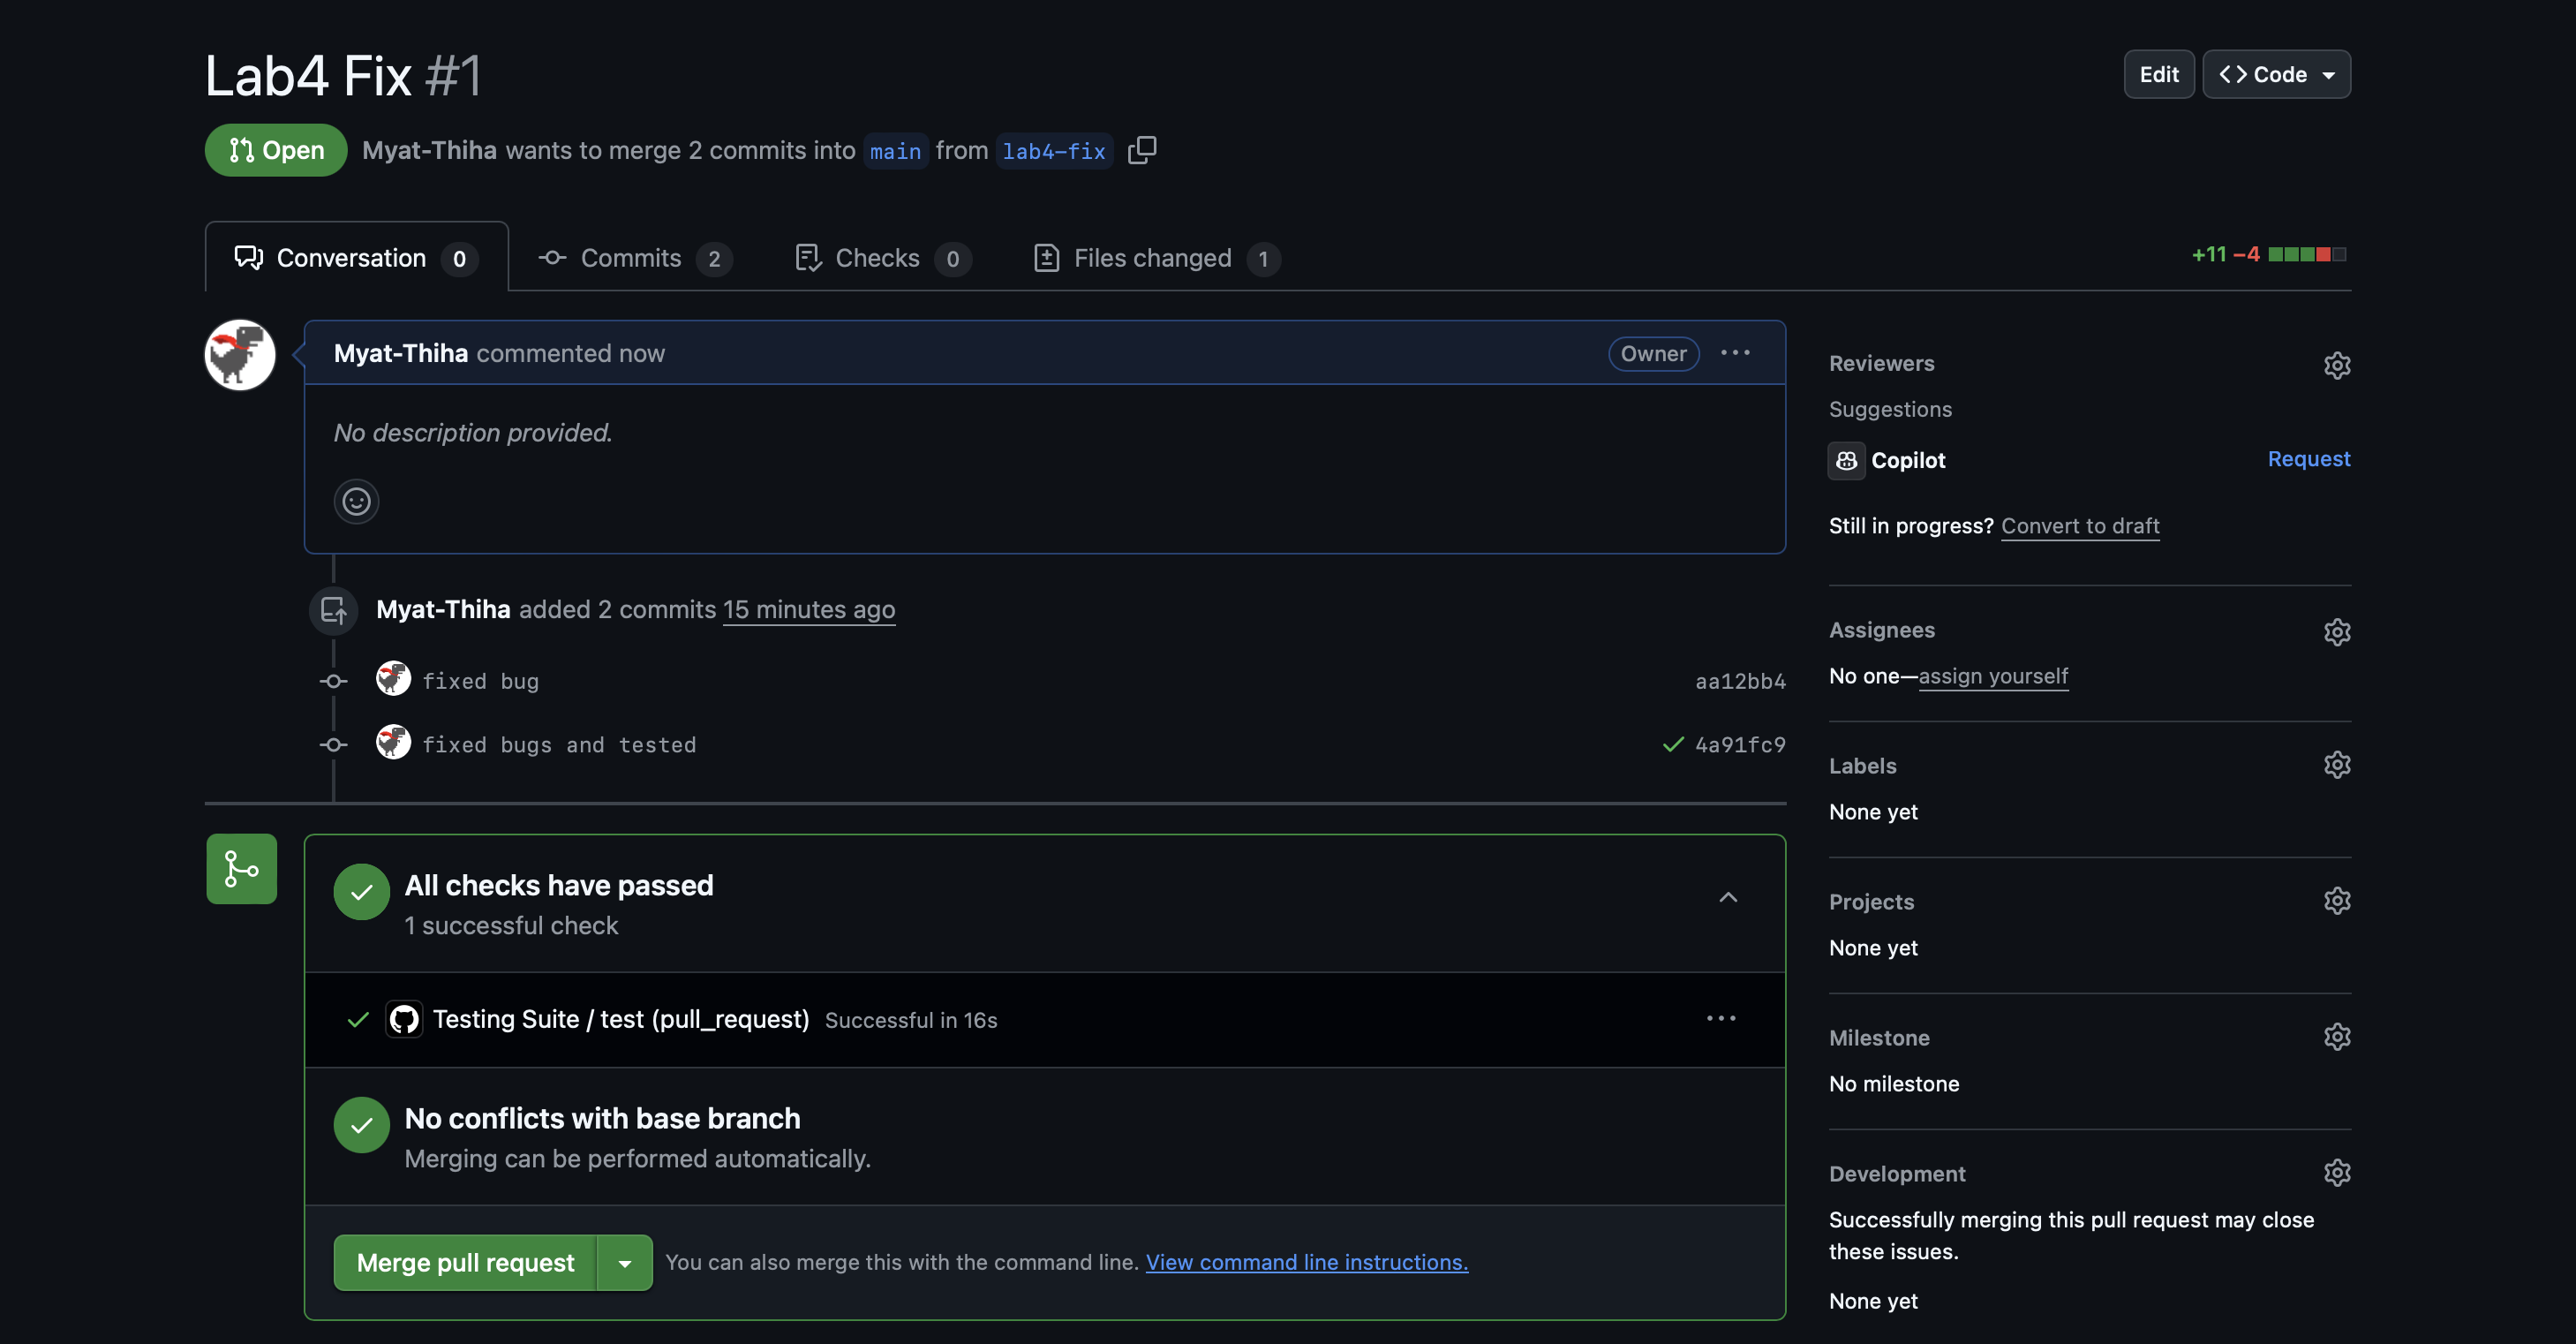 Lab4 Fix #1
Edit
Code
Open
Myat-Thiha wants to merge 2 commits into main from lab4-fix
Conversation 0
Commits 2
Checks 0
Files changed 1
+11 −4
Myat-Thiha commented now
Owner
No description provided.
Myat-Thiha added 2 commits 15 minutes ago
fixed bug
aa12bb4
fixed bugs and tested
4a91fc9
All checks have passed
1 successful check
Testing Suite / test (pull_request) Successful in 16s
No conflicts with base branch
Merging can be performed automatically.
Merge pull request
You can also merge this with the command line. View command line instructions.
Reviewers
Suggestions
Copilot
Request
Still in progress? Convert to draft
Assignees
No one—assign yourself
Labels
None yet
Projects
None yet
Milestone
No milestone
Development
Successfully merging this pull request may close
these issues.
None yet